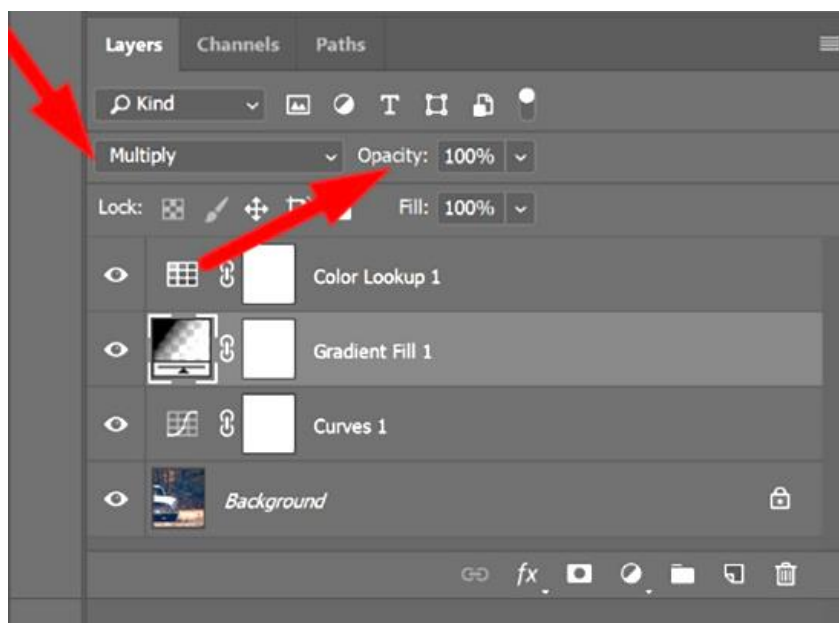 Layers Channels Paths
Kind T
Multiply Opacity: 100%
Lock: Fill: 100%
Color Lookup 1
Gradient Fill 1
Curves 1
Background
fx